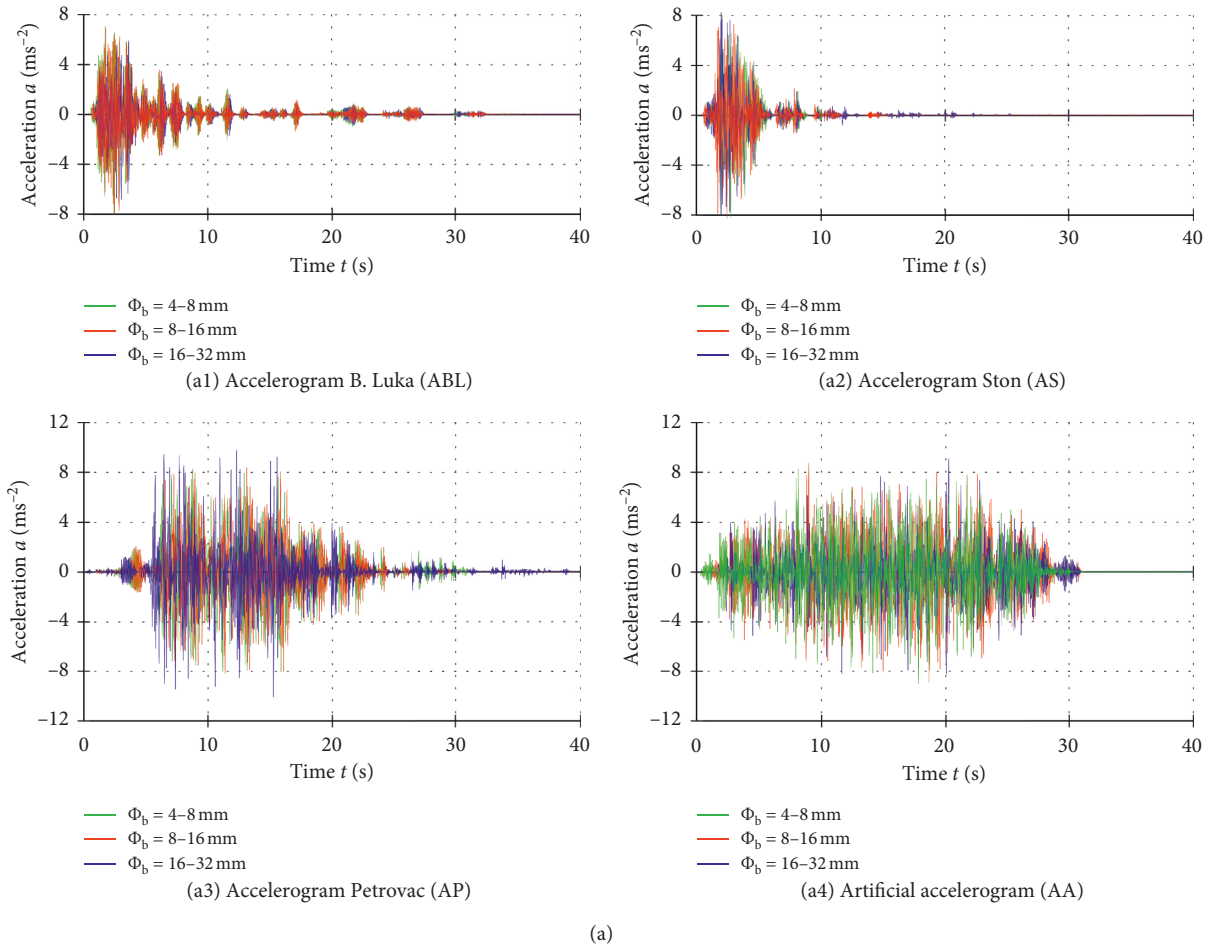 8
4
0
−4
−8
Acceleration a (ms⁻²)
0 10 20 30 40
Time t (s)
Φb = 4–8 mm
Φb = 8–16 mm
Φb = 16–32 mm
(a1) Accelerogram B. Luka (ABL)
8
4
0
−4
−8
Acceleration a (ms⁻²)
0 10 20 30 40
Time t (s)
Φb = 4–8 mm
Φb = 8–16 mm
Φb = 16–32 mm
(a2) Accelerogram Ston (AS)
12
8
4
0
−4
−8
−12
Acceleration a (ms⁻²)
0 10 20 30 40
Time t (s)
Φb = 4–8 mm
Φb = 8–16 mm
Φb = 16–32 mm
(a3) Accelerogram Petrovac (AP)
12
8
4
0
−4
−8
−12
Acceleration a (ms⁻²)
0 10 20 30 40
Time t (s)
Φb = 4–8 mm
Φb = 8–16 mm
Φb = 16–32 mm
(a4) Artificial accelerogram (AA)
(a)